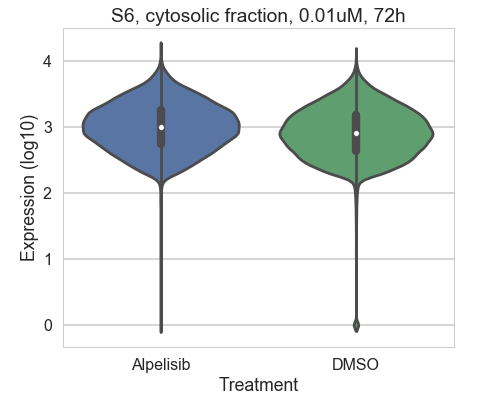 S6, cytosolic fraction, 0.01uM, 72h
Expression (log10)
4
3
2
1
0
Alpelisib DMSO
Treatment